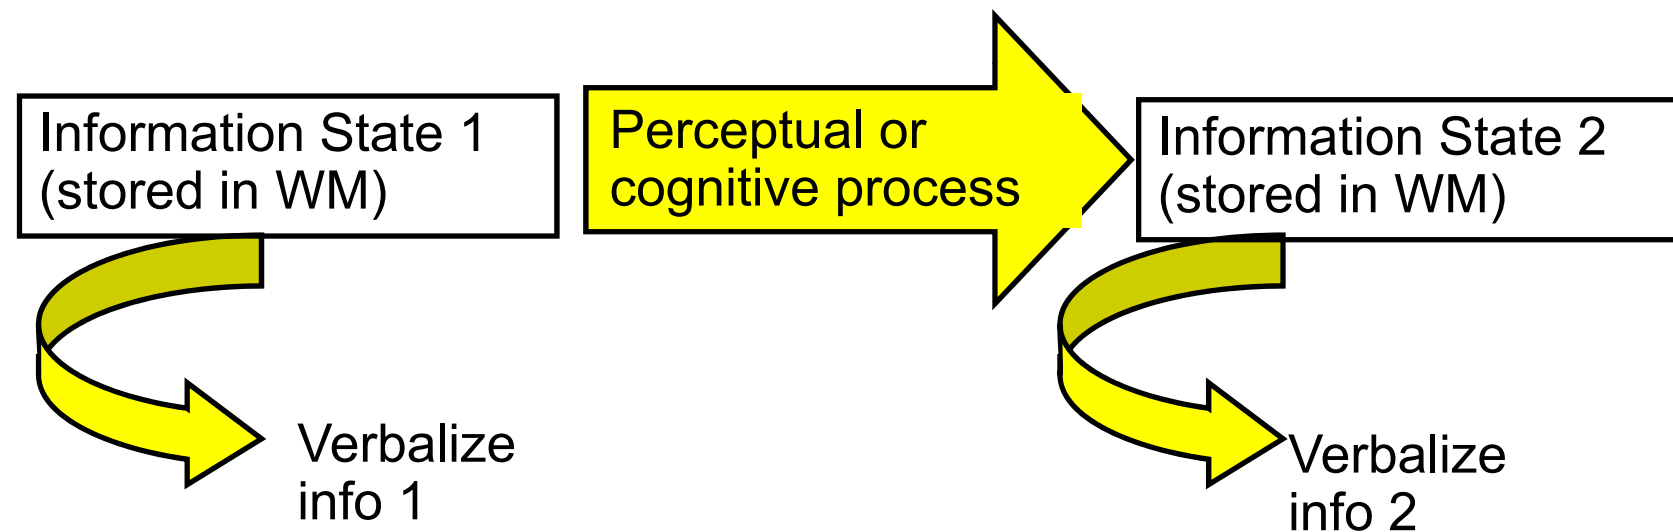 Information State 1
(stored in WM)
Perceptual or
cognitive process
Information State 2
(stored in WM)
Verbalize
info 1
Verbalize
info 2